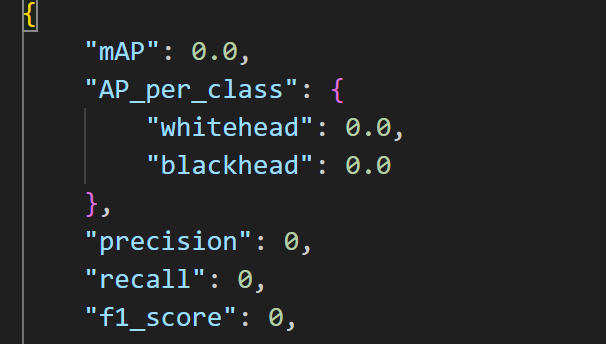 {
    "mAP": 0.0,
    "AP_per_class": {
        "whitehead": 0.0,
        "blackhead": 0.0
    },
    "precision": 0,
    "recall": 0,
    "f1_score": 0,